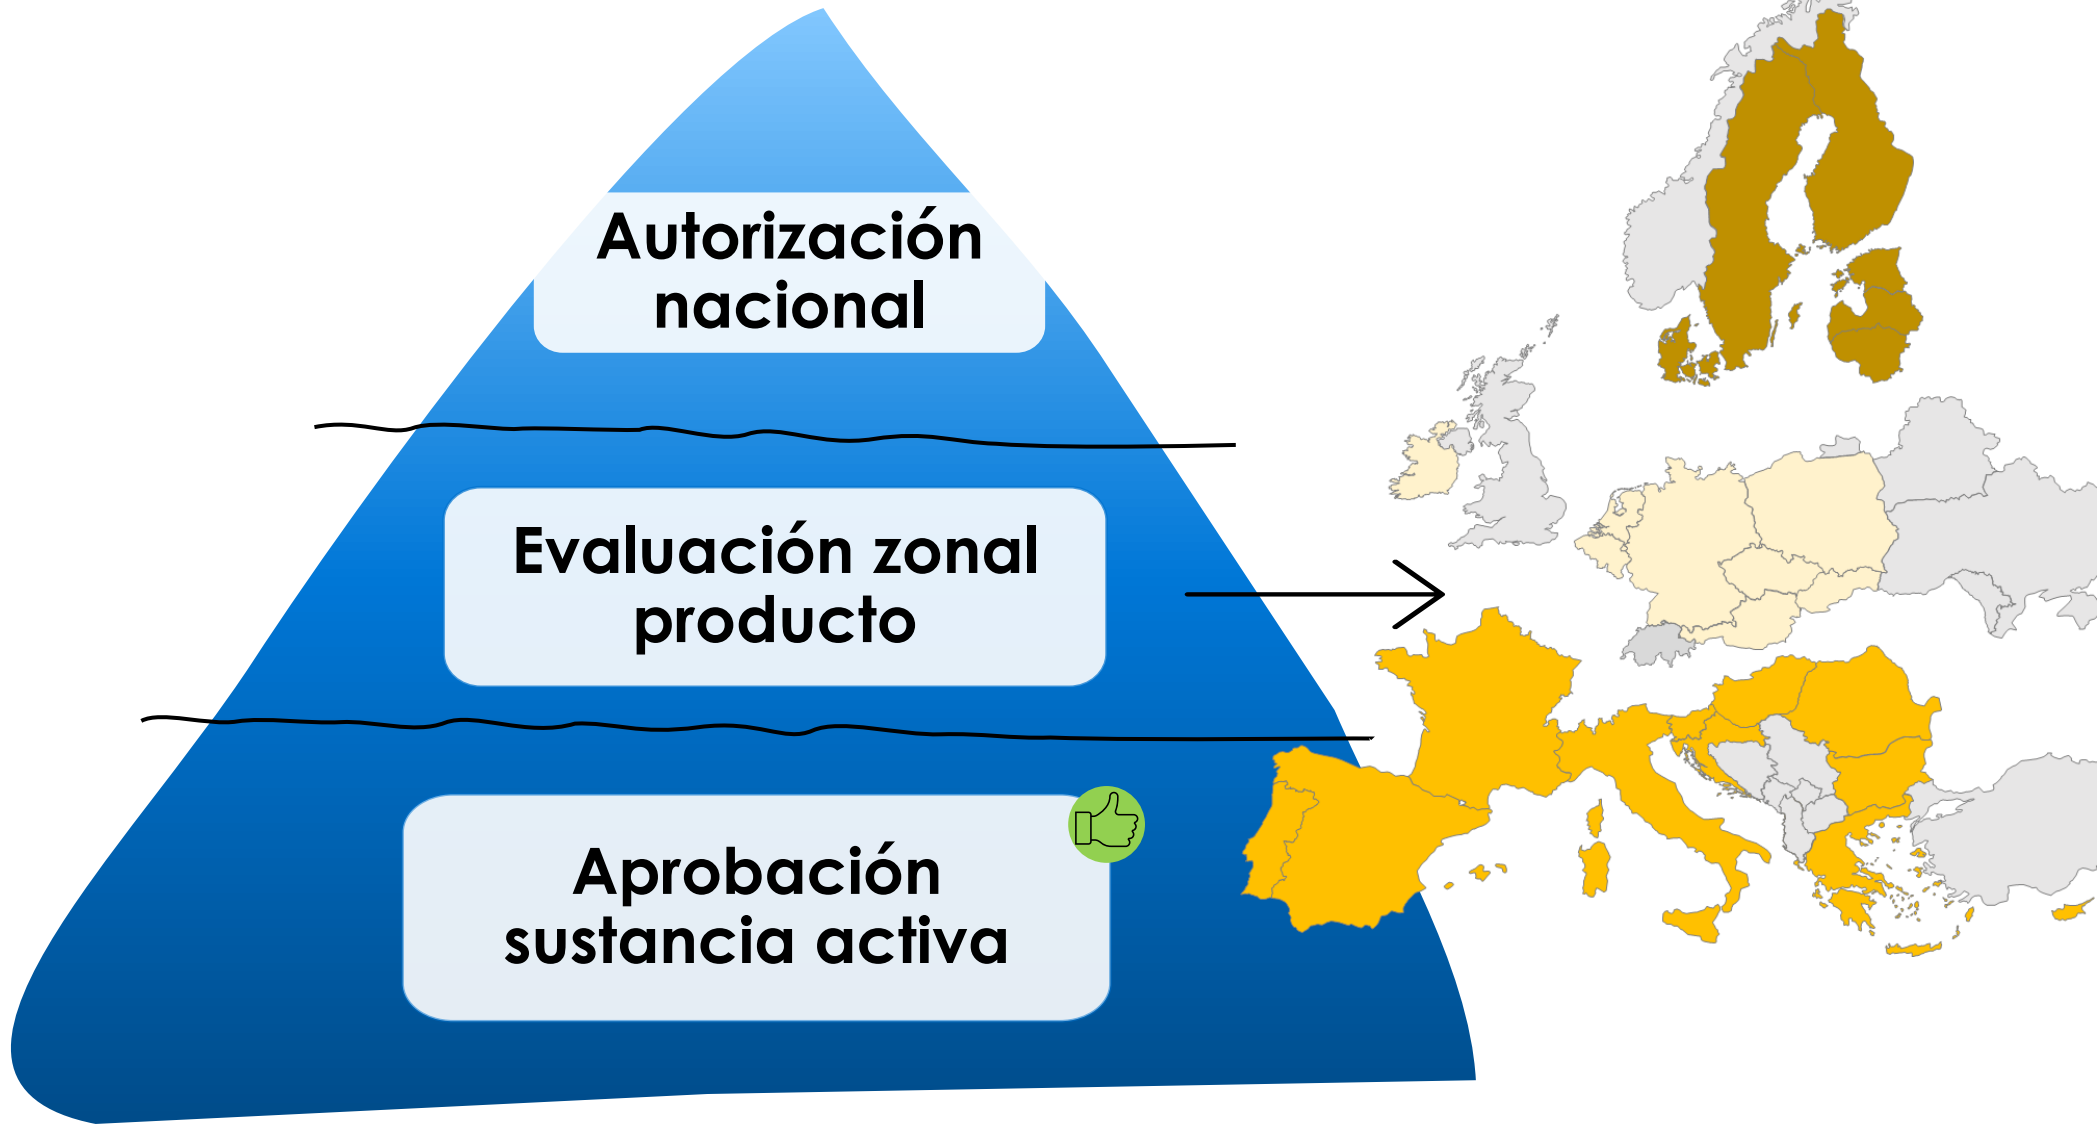 Autorización
nacional
Evaluación zonal
producto
Aprobación
sustancia activa